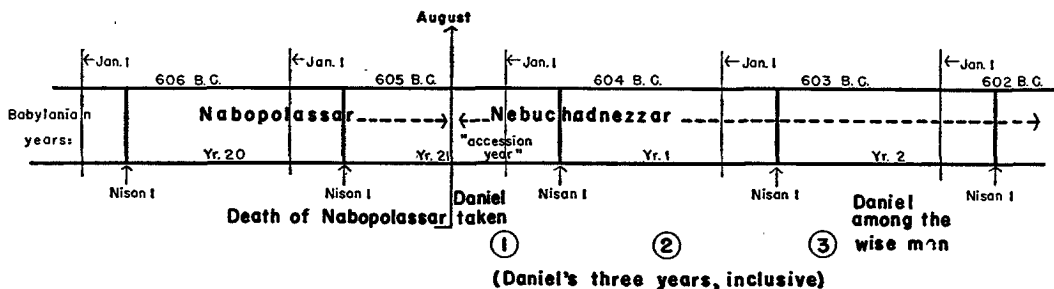 August
←Jan. 1 ←Jan. 1 ←Jan. 1 ←Jan. 1 ←Jan. 1
606 B.C. 605 B.C. 604 B.C. 603 B.C. 602 B.C.
Babylanian years: Nabopolassar Nebuchadnezzar
"accession year"
Yr. 20 Yr. 21 Yr. 1 Yr. 2
Nisan 1 Nisan 1 Nisan 1 Nisan 1 Nisan 1
Death of Nabopolassar
Daniel taken
Daniel among the wise men
1 2 3
(Daniel's three years, inclusive)